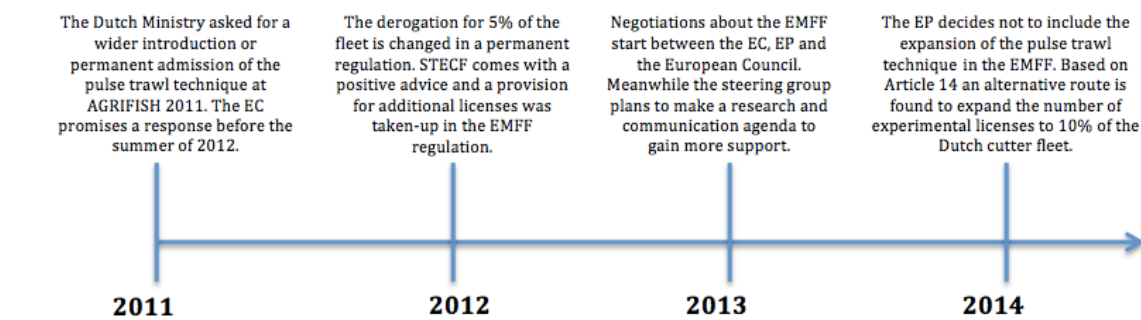 The Dutch Ministry asked for a
wider introduction or
permanent admission of the
pulse trawl technique at
AGRIFISH 2011. The EC
promises a response before the
summer of 2012.
The derogation for 5% of the
fleet is changed in a permanent
regulation. STECF comes with a
positive advice and a provision
for additional licenses was
taken-up in the EMFF
regulation.
Negotiations about the EMFF
start between the EC, EP and
the European Council.
Meanwhile the steering group
plans to make a research and
communication agenda to
gain more support.
The EP decides not to include the
expansion of the pulse trawl
technique in the EMFF. Based on
Article 14 an alternative route is
found to expand the number of
experimental licenses to 10% of the
Dutch cutter fleet.
2011
2012
2013
2014